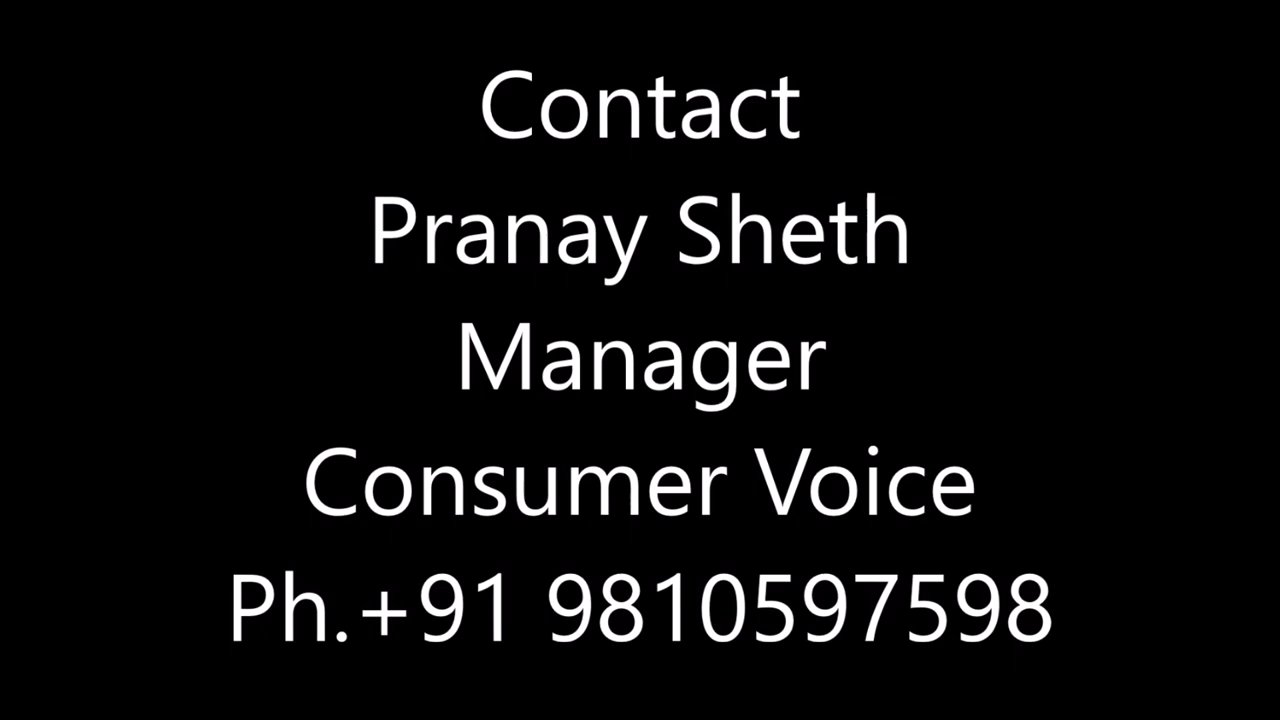 Contact
Pranay Sheth
Manager
Consumer Voice
Ph.+91 9810597598